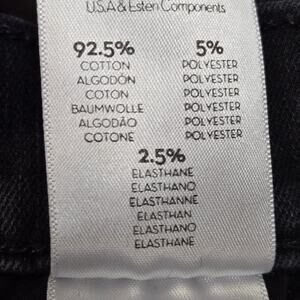 U.S.A & Esten Components
92.5% 5%
COTTON POLYESTER
ALGODÓN POLIESTER
COTON POLYESTER
BAUMWOLLE POLYESTER
ALGODÃO POLYESTER
COTONE POLYESTER
2.5%
ELASTHANE
ELASTHANO
ELASTHANNE
ELASTHAN
ELASTHANO
ELASTHANE